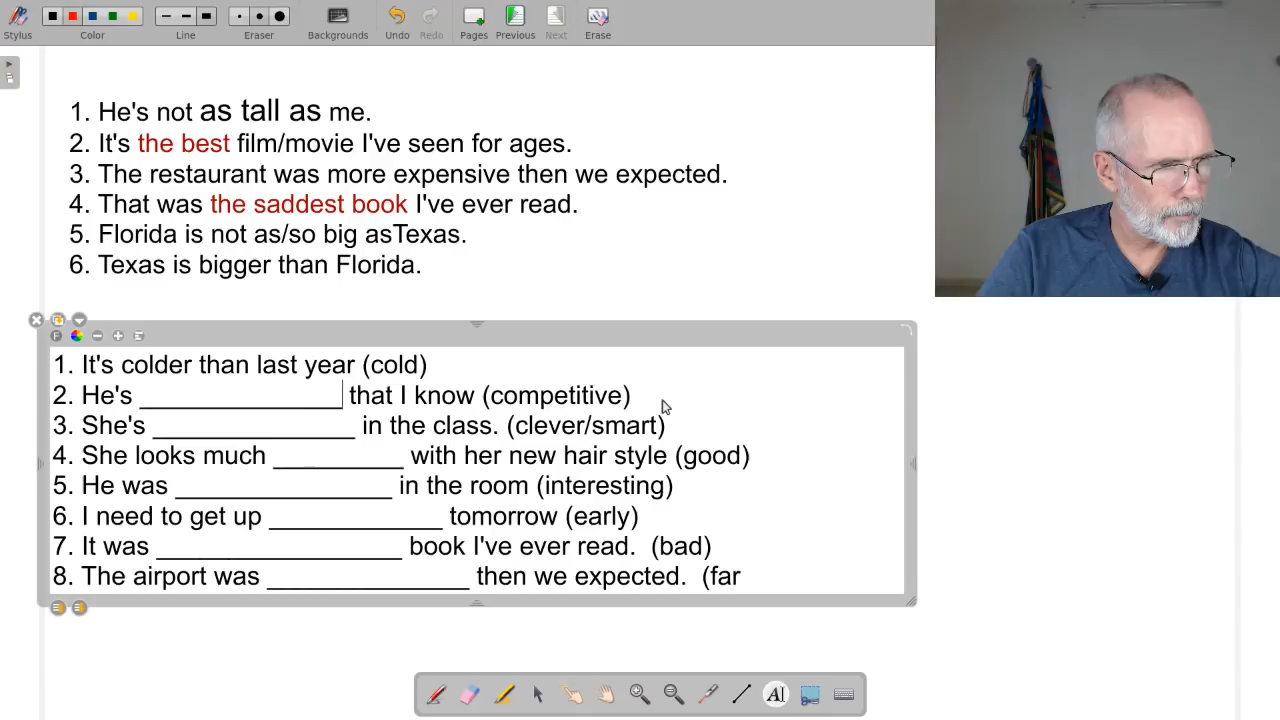 Stylus Color Line Eraser Backgrounds Undo Redo Pages Previous Next Erase
1. He's not as tall as me.
2. It's the best film/movie I've seen for ages.
3. The restaurant was more expensive then we expected.
4. That was the saddest book I've ever read.
5. Florida is not as/so big asTexas.
6. Texas is bigger than Florida.
1. It's colder than last year (cold)
2. He's ______________ that I know (competitive)
3. She's ______________ in the class. (clever/smart)
4. She looks much _________ with her new hair style (good)
5. He was _______________ in the room (interesting)
6. I need to get up ____________ tomorrow (early)
7. It was _________________ book I've ever read. (bad)
8. The airport was ______________ then we expected. (far